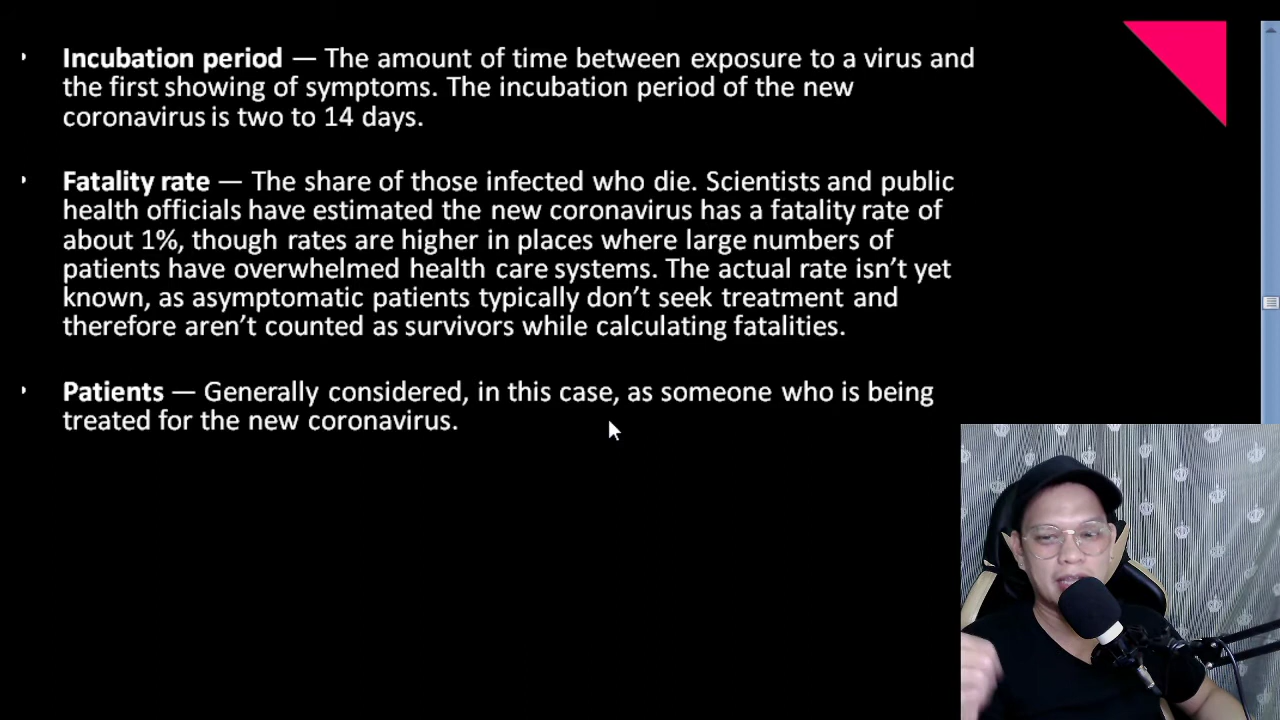 Incubation period — The amount of time between exposure to a virus and
the first showing of symptoms. The incubation period of the new
coronavirus is two to 14 days.
Fatality rate — The share of those infected who die. Scientists and public
health officials have estimated the new coronavirus has a fatality rate of
about 1%, though rates are higher in places where large numbers of
patients have overwhelmed health care systems. The actual rate isn't yet
known, as asymptomatic patients typically don't seek treatment and
therefore aren't counted as survivors while calculating fatalities.
Patients — Generally considered, in this case, as someone who is being
treated for the new coronavirus.